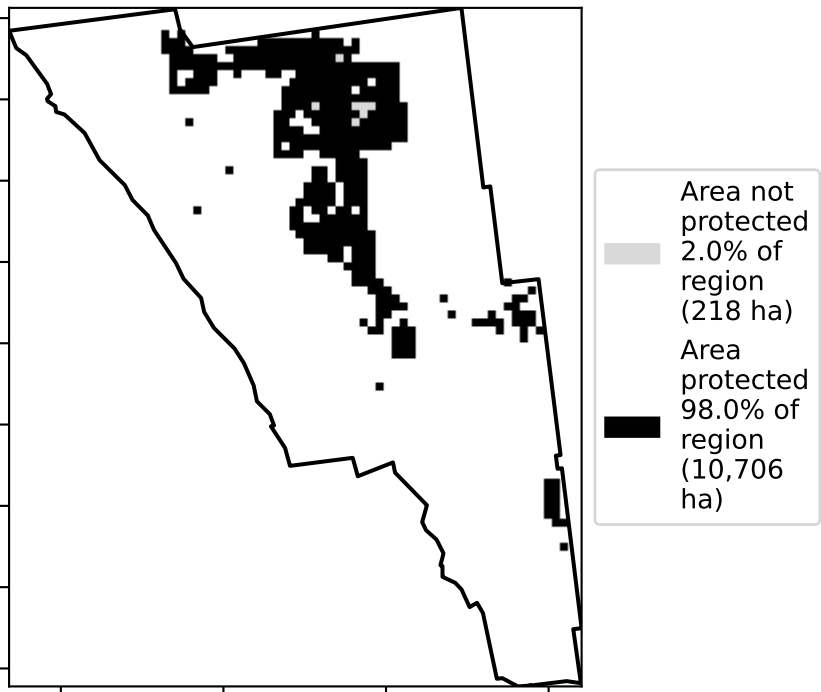 Area not
protected
2.0% of
region
(218 ha)
Area
protected
98.0% of
region
(10,706
ha)